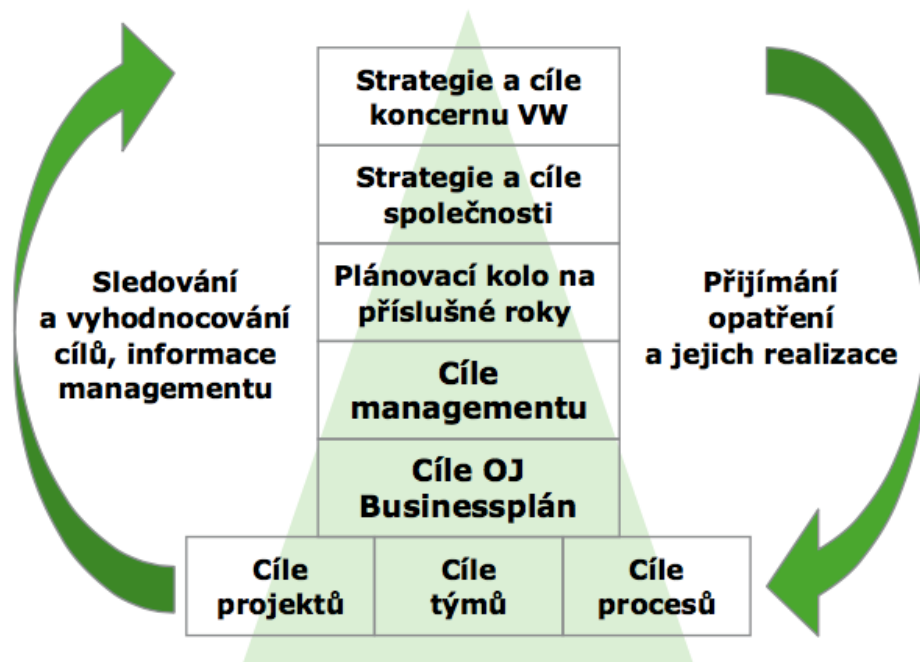 Strategie a cíle
koncernu VW
Strategie a cíle
společnosti
Plánovací kolo na
příslušné roky
Cíle
managementu
Cíle OJ
Businessplán
Cíle
projektů
Cíle
týmů
Cíle
procesů
Sledování
a vyhodnocování
cílů, informace
managementu
Přijímání
opatření
a jejich realizace